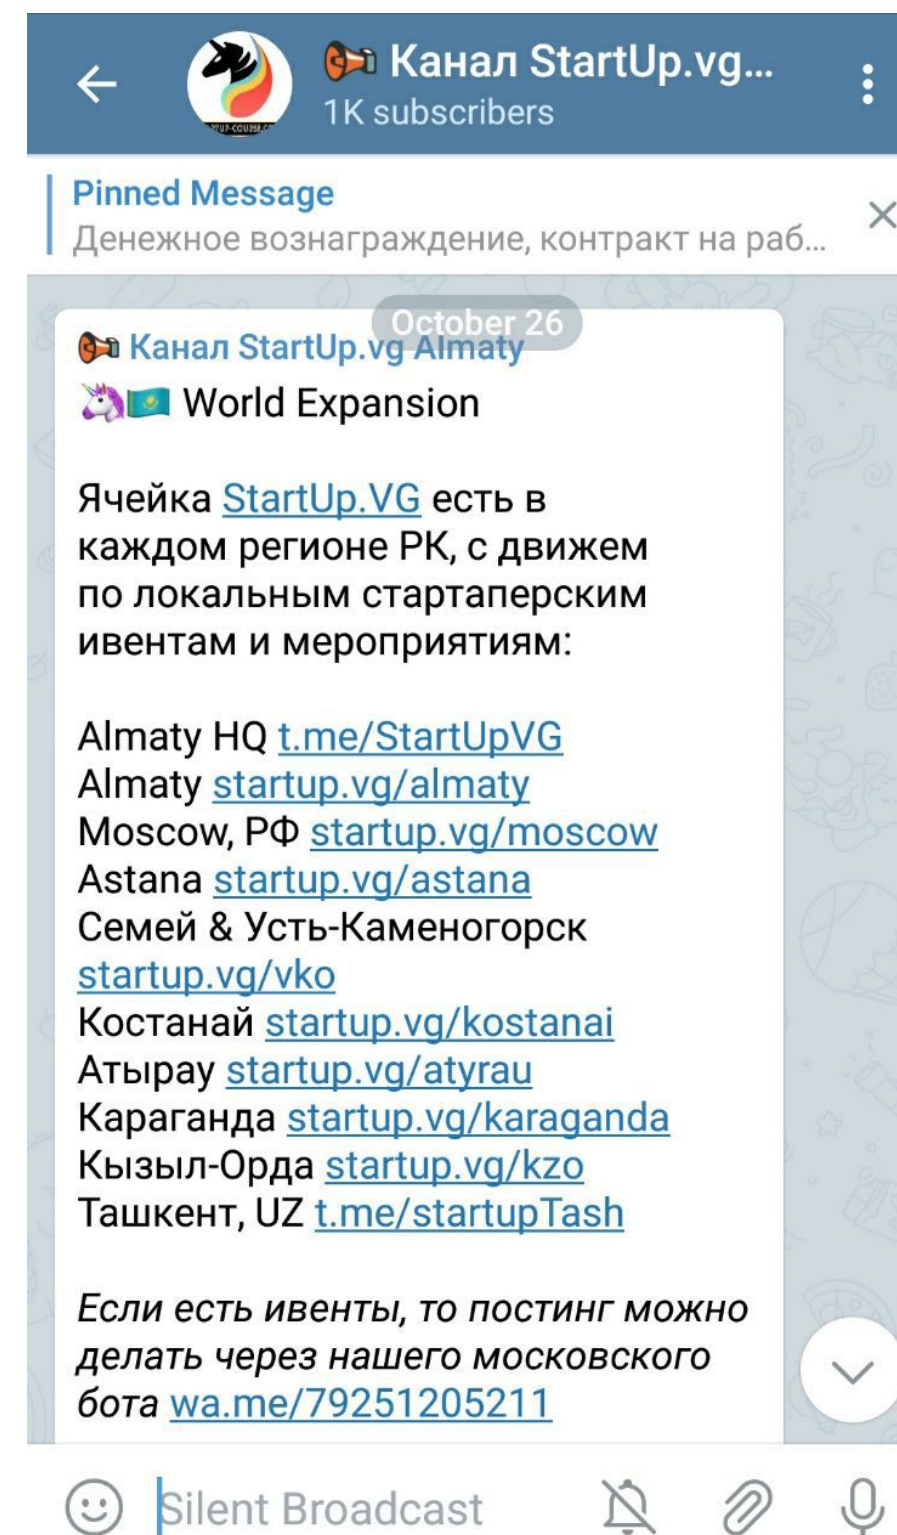 Канал StartUp.vg...
1K subscribers
Pinned Message
Денежное вознаграждение, контракт на раб...
October 26
Канал StartUp.vg Almaty
World Expansion
Ячейка StartUp.VG есть в
каждом регионе РК, с движем
по локальным стартаперским
ивентам и мероприятиям:
Almaty HQ t.me/StartUpVG
Almaty startup.vg/almaty
Moscow, РФ startup.vg/moscow
Astana startup.vg/astana
Семей & Усть-Каменогорск
startup.vg/vko
Костанай startup.vg/kostanai
Атырау startup.vg/atyrau
Караганда startup.vg/karaganda
Кызыл-Орда startup.vg/kzo
Ташкент, UZ t.me/startupTash
Если есть ивенты, то постинг можно
делать через нашего московского
бота wa.me/79251205211
Silent Broadcast